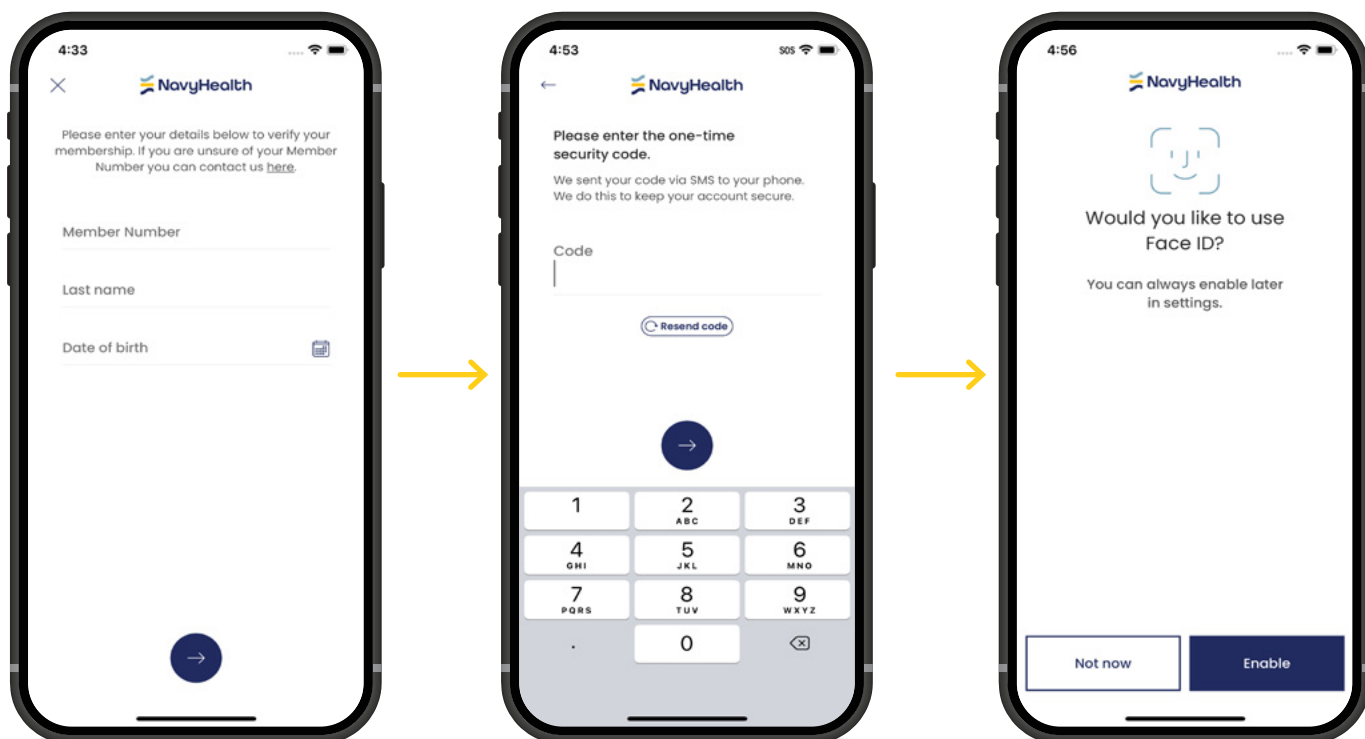 4:33
NavyHealth
Please enter your details below to verify your
membership. If you are unsure of your Member
Number you can contact us here.
Member Number
Last name
Date of birth
4:53
SOS
NavyHealth
Please enter the one-time
security code.
We sent your code via SMS to your phone.
We do this to keep your account secure.
Code
Resend code
1 2 3
ABC DEF
4 5 6
GHI JKL MNO
7 8 9
PQRS TUV WXYZ
. 0
4:56
NavyHealth
Would you like to use
Face ID?
You can always enable later
in settings.
Not now Enable